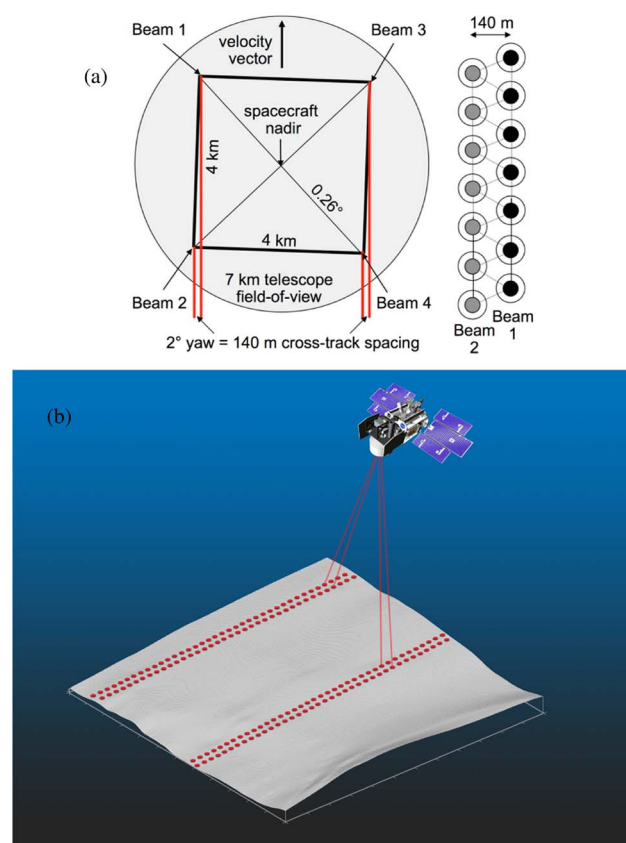 (a)
Beam 1
velocity
vector
Beam 3
spacecraft
nadir
4 km
0.26°
4 km
7 km telescope
field-of-view
Beam 2
Beam 4
2° yaw = 140 m cross-track spacing
140 m
Beam
2
Beam
1
(b)